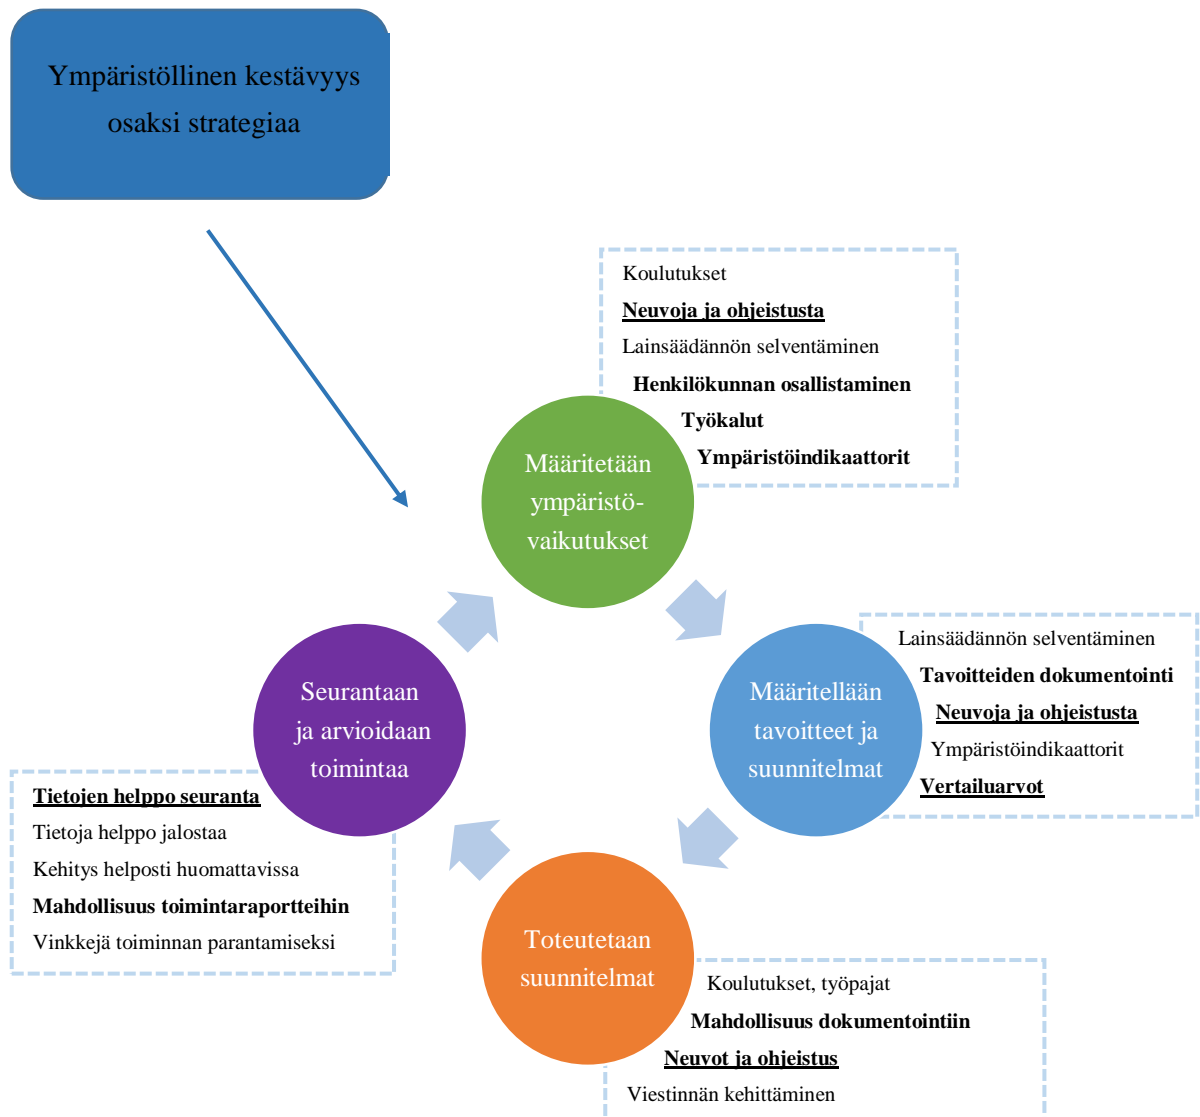 Ympäristöllinen kestävyys
osaksi strategiaa
Koulutukset
Neuvoja ja ohjeistusta
Lainsäädännön selventäminen
Henkilökunnan osallistaminen
Työkalut
Ympäristöindikaattorit
Määritetään
ympäristö-
vaikutukset
Lainsäädännön selventäminen
Tavoitteiden dokumentointi
Neuvoja ja ohjeistusta
Ympäristöindikaattorit
Vertailuarvot
Määritellään
tavoitteet ja
suunnitelmat
Seurantaan
ja arvioidaan
toimintaa
Tietojen helppo seuranta
Tietoja helppo jalostaa
Kehitys helposti huomattavissa
Mahdollisuus toimintaraportteihin
Vinkkejä toiminnan parantamiseksi
Toteutetaan
suunnitelmat
Koulutukset, työpajat
Mahdollisuus dokumentointiin
Neuvot ja ohjeistus
Viestinnän kehittäminen